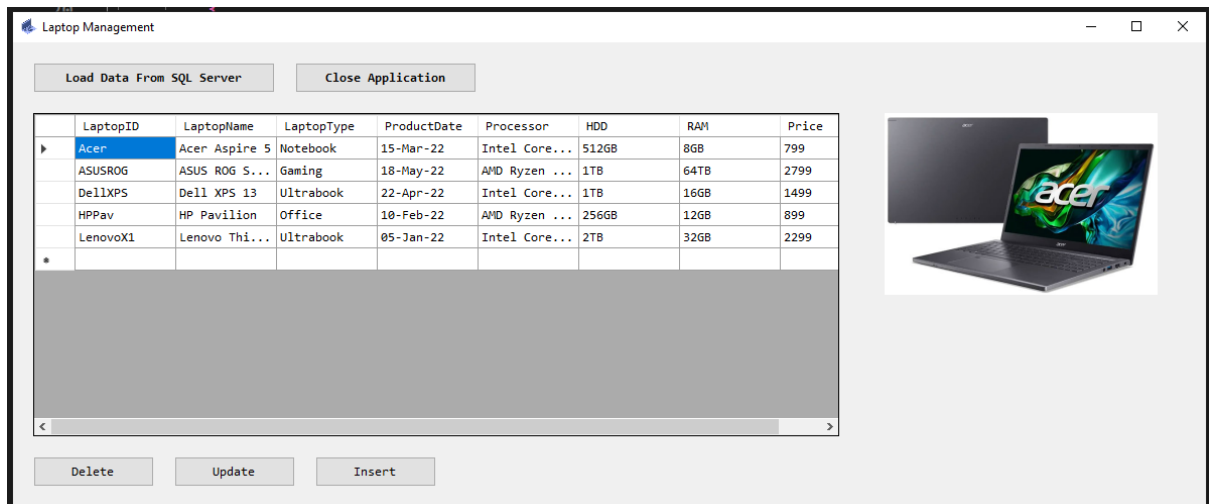 Laptop Management
Load Data From SQL Server Close Application
LaptopID LaptopName LaptopType ProductDate Processor HDD RAM Price
Acer Acer Aspire 5 Notebook 15-Mar-22 Intel Core... 512GB 8GB 799
ASUSROG ASUS ROG S... Gaming 18-May-22 AMD Ryzen ... 1TB 64TB 2799
DellXPS Dell XPS 13 Ultrabook 22-Apr-22 Intel Core... 1TB 16GB 1499
HPPav HP Pavilion Office 10-Feb-22 AMD Ryzen ... 256GB 12GB 899
LenovoX1 Lenovo Thi... Ultrabook 05-Jan-22 Intel Core... 2TB 32GB 2299
acer
acer
acer
Delete Update Insert